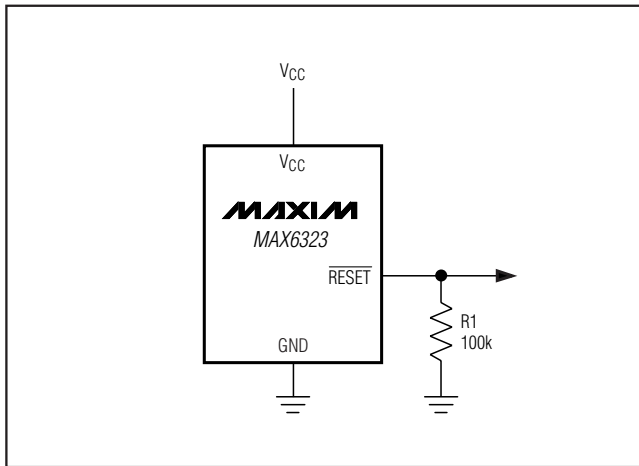 VCC
VCC
MAXIM
MAX6323
RESET
R1
100k
GND